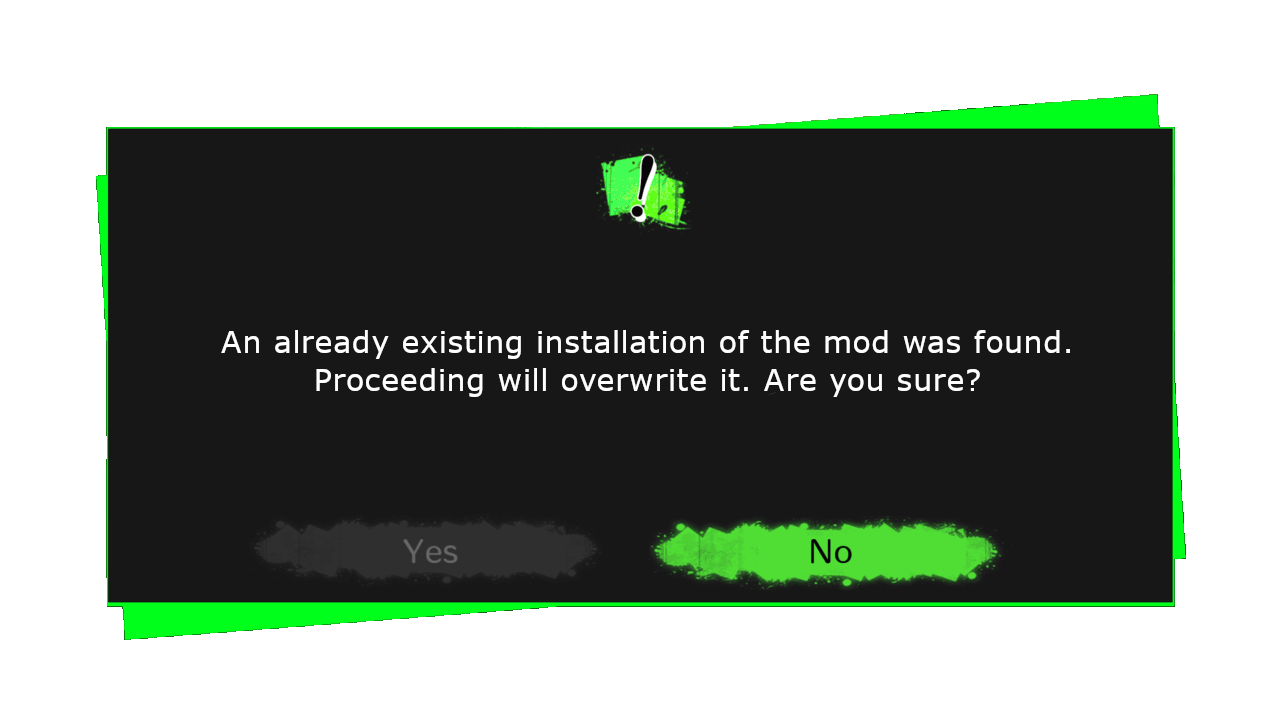 An already existing installation of the mod was found.
Proceeding will overwrite it. Are you sure?
Yes
No